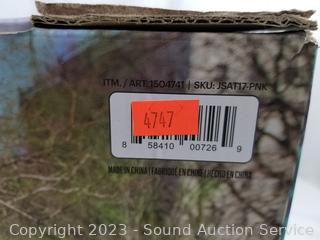 ITM. / ART. 1504741 | SKU: JSAT17-PNK
4747
8 58410 00726 9
MADE IN CHINA | FABRIQUÉ EN CHINE | HECHO EN CHINA
Copyright © 2023 - Sound Auction Service